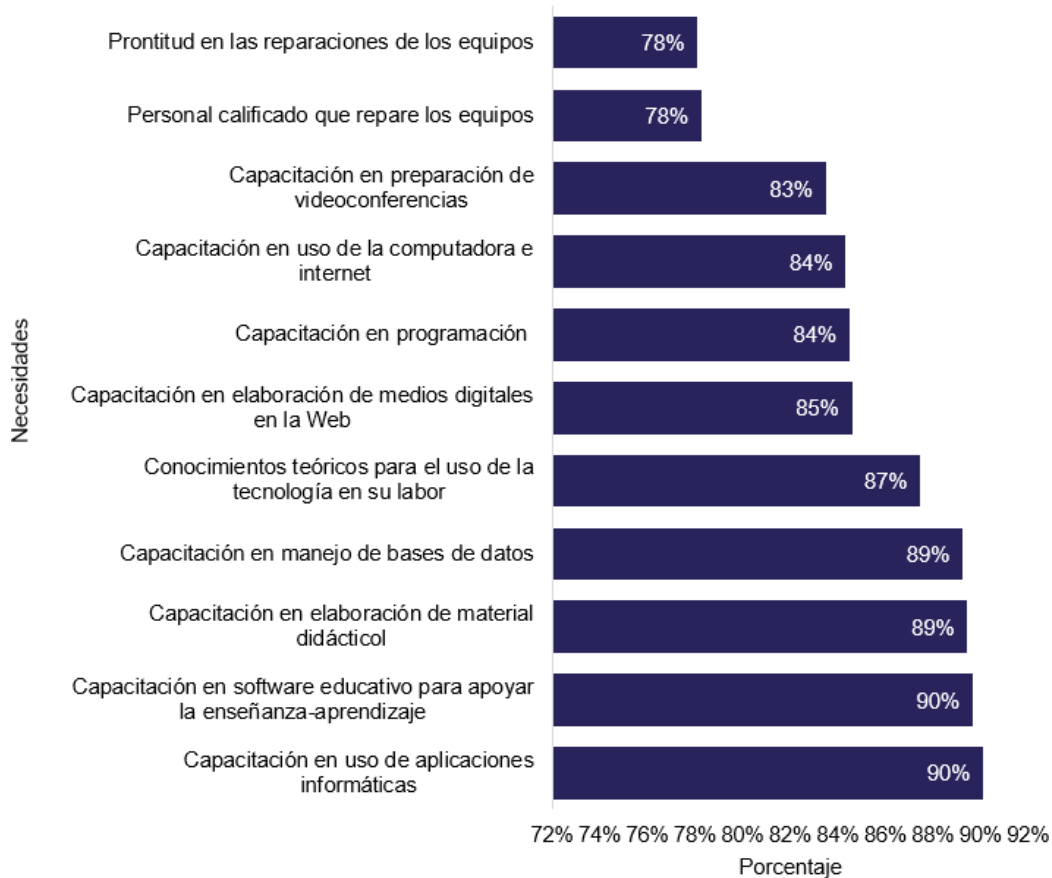 Prontitud en las reparaciones de los equipos
78%
Personal calificado que repare los equipos
78%
Capacitación en preparación de
videoconferencias
83%
Capacitación en uso de la computadora e
internet
84%
Capacitación en programación
84%
Capacitación en elaboración de medios digitales
en la Web
85%
Conocimientos teóricos para el uso de la
tecnología en su labor
87%
Capacitación en manejo de bases de datos
89%
Capacitación en elaboración de material
didácticol
89%
Capacitación en software educativo para apoyar
la enseñanza-aprendizaje
90%
Capacitación en uso de aplicaciones
informáticas
90%
Necesidades
72% 74% 76% 78% 80% 82% 84% 86% 88% 90% 92%
Porcentaje